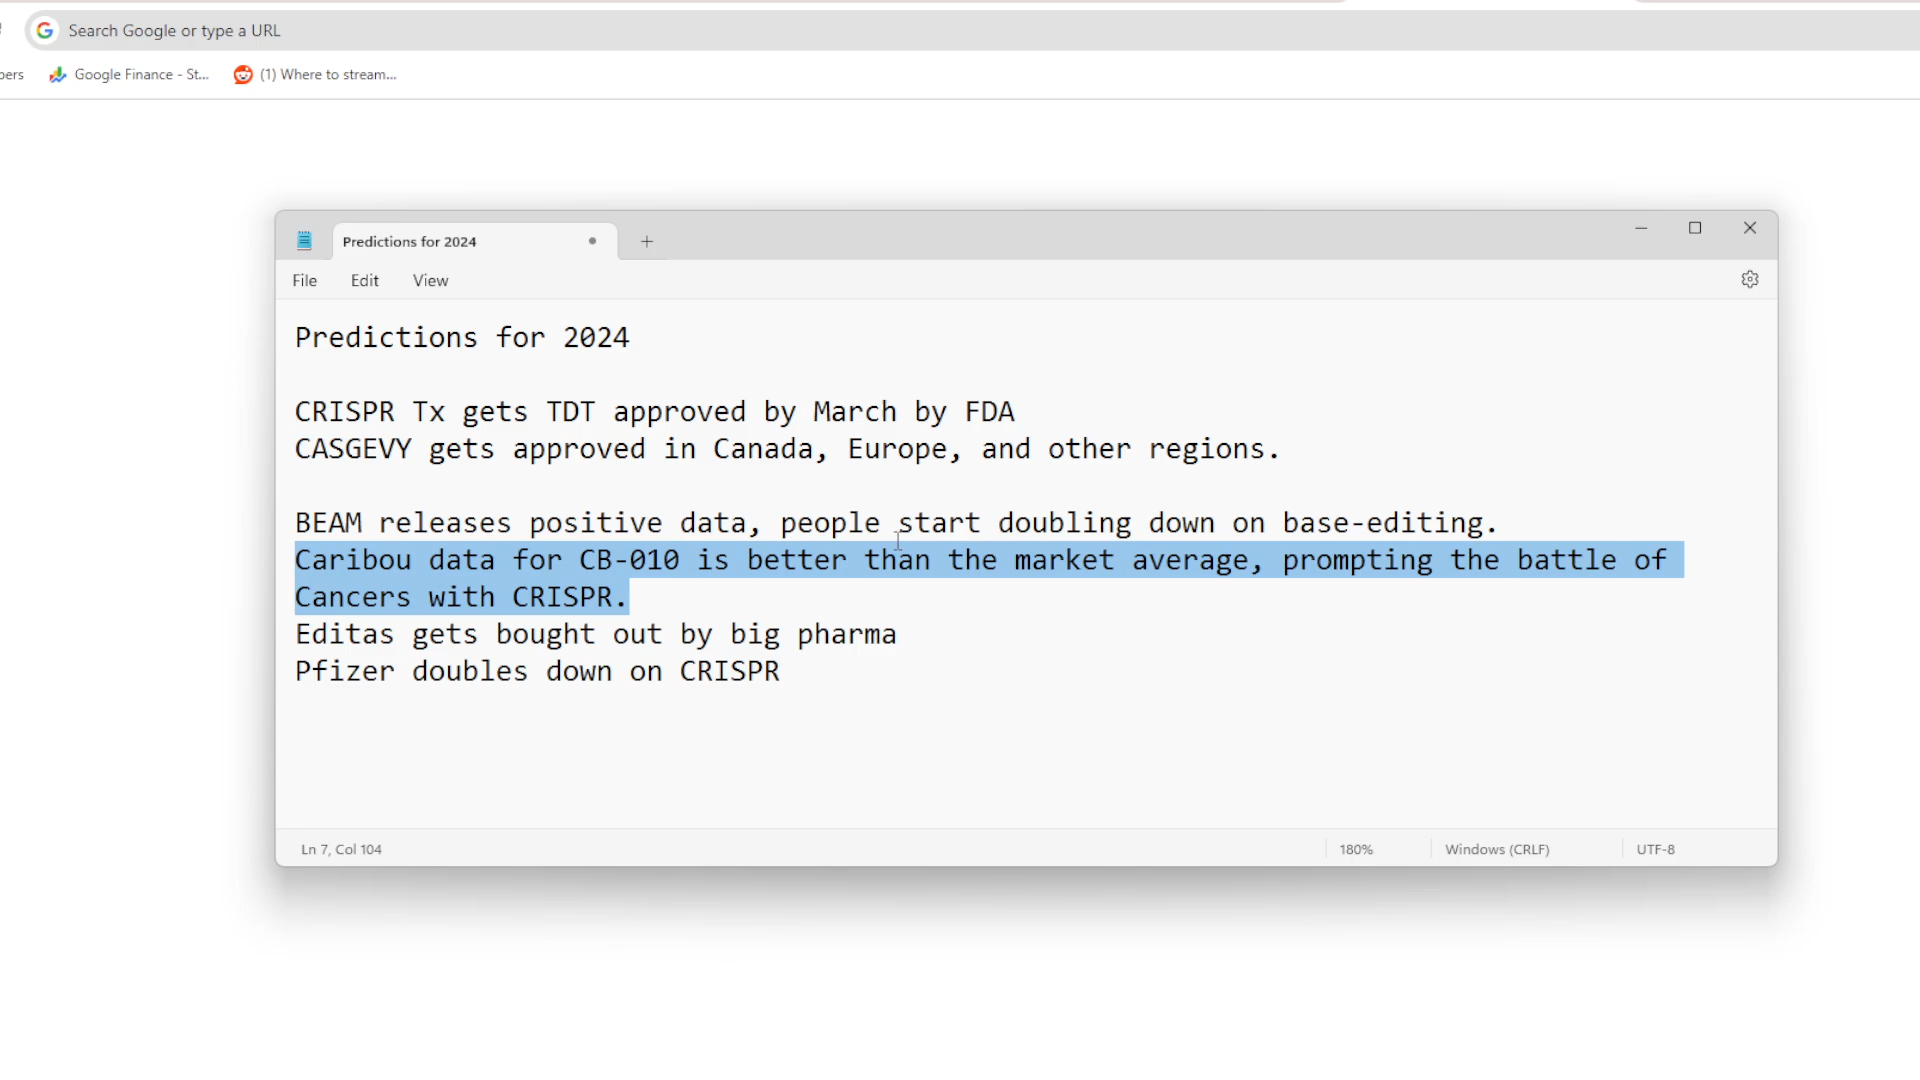 Search Google or type a URL
pers Google Finance - St... (1) Where to stream...
Predictions for 2024
File Edit View
Predictions for 2024
CRISPR Tx gets TDT approved by March by FDA
CASGEVY gets approved in Canada, Europe, and other regions.
BEAM releases positive data, people start doubling down on base-editing.
Caribou data for CB-010 is better than the market average, prompting the battle of
Cancers with CRISPR.
Editas gets bought out by big pharma
Pfizer doubles down on CRISPR
Ln 7, Col 104 180% Windows (CRLF) UTF-8